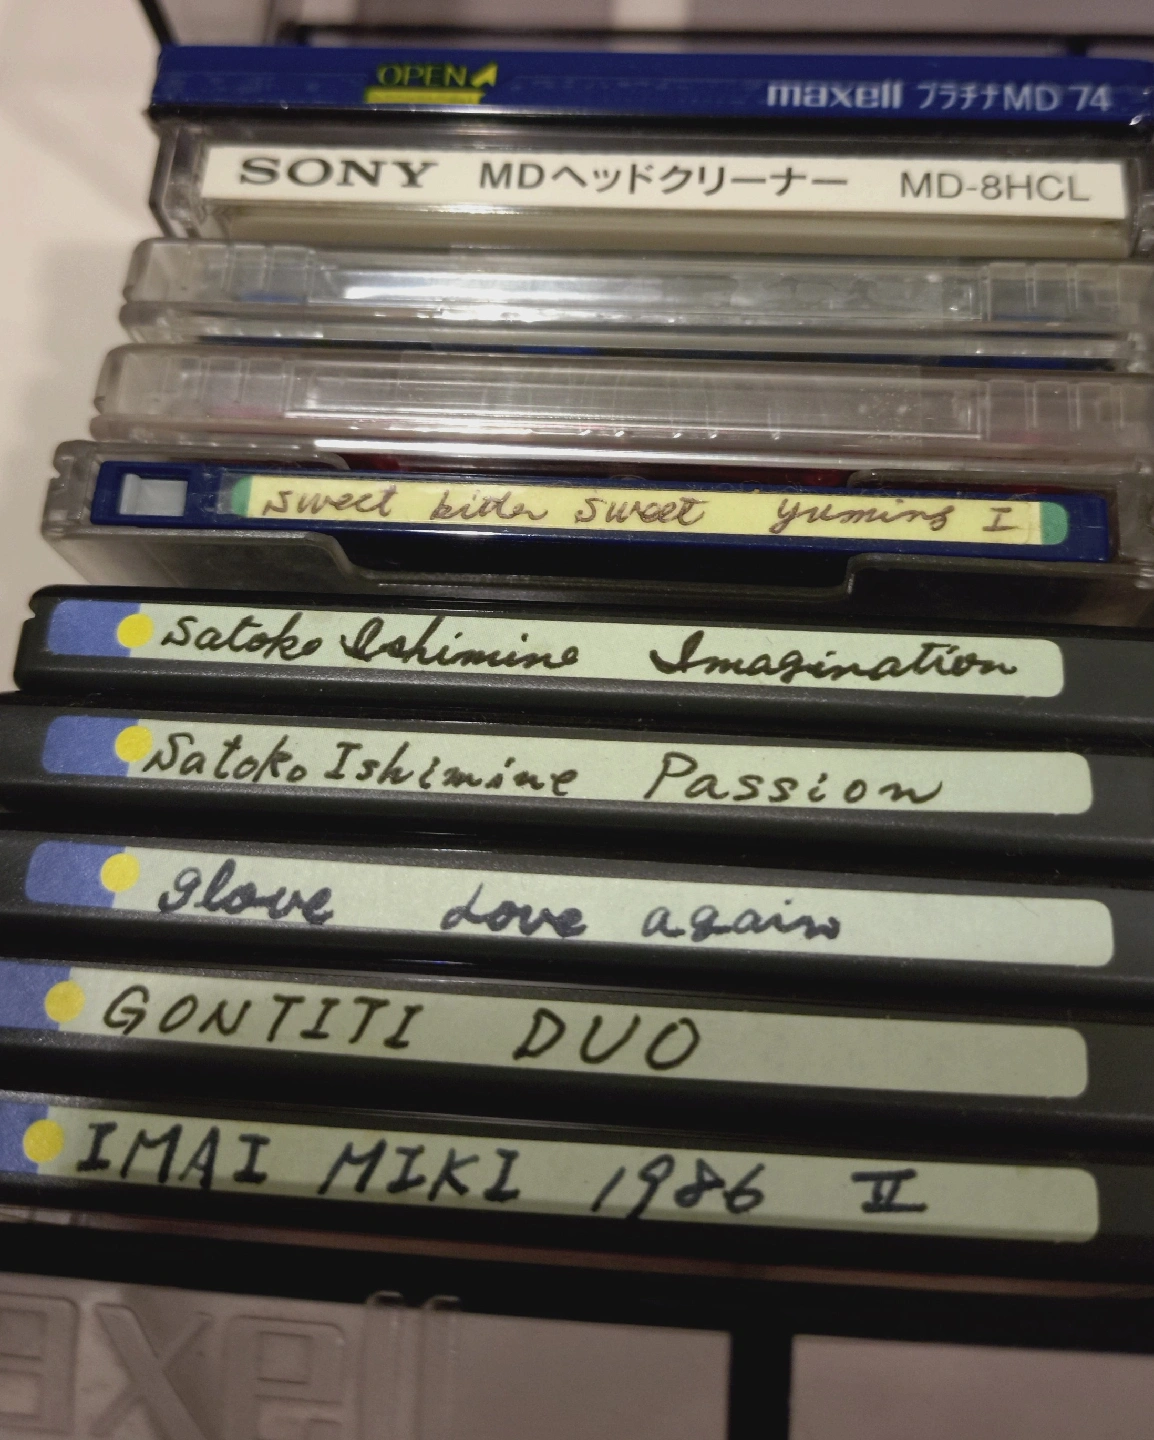 OPEN maxell プラチナMD 74
SONY MDヘッドクリーナー MD-8HCL
sweet bitter sweet yuming I
Satoko Ishimine Imagination
Satoko Ishimine Passion
glove Love again
GONTITI DUO
IMAI MIKI 1986 II
axell